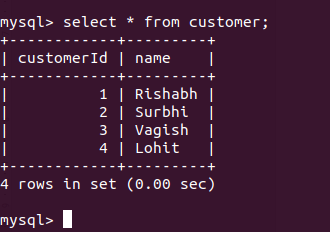 mysql> select * from customer;
+------------+---------+
| customerId | name    |
+------------+---------+
|          1 | Rishabh |
|          2 | Surbhi  |
|          3 | Vagish  |
|          4 | Lohit   |
+------------+---------+
4 rows in set (0.00 sec)
mysql>